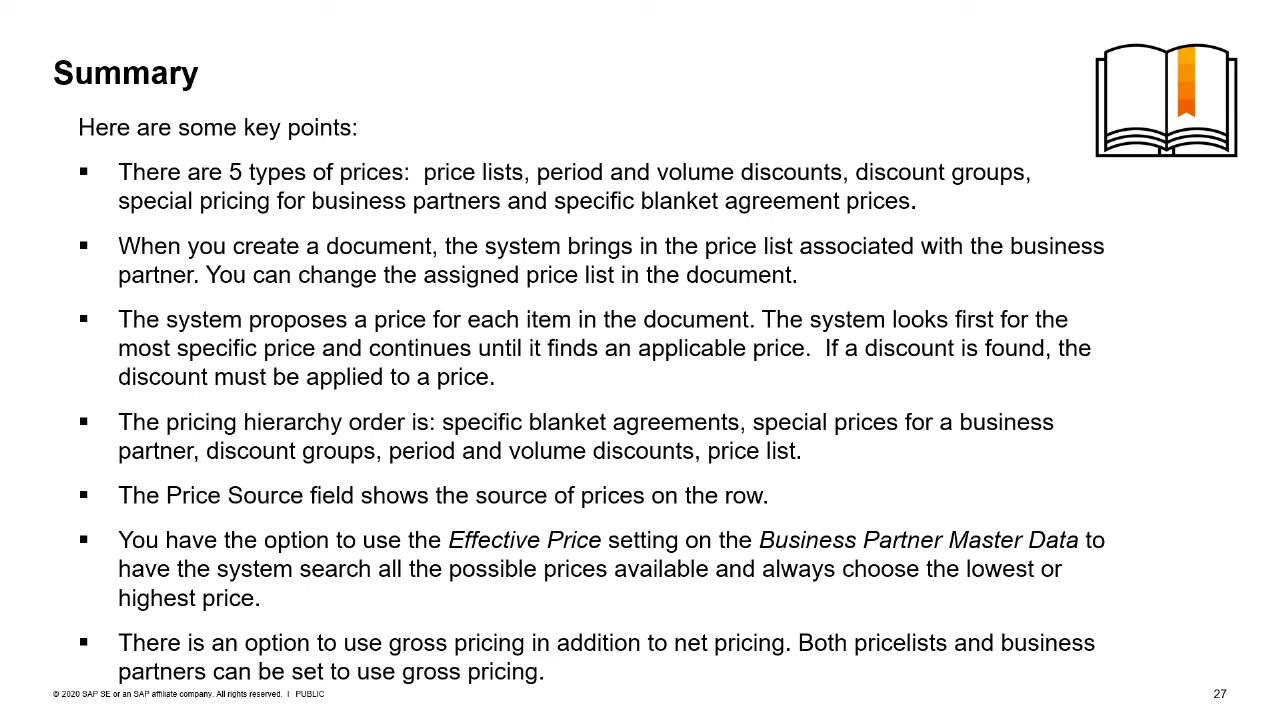 Summary
Here are some key points:
▪ There are 5 types of prices:  price lists, period and volume discounts, discount groups,
special pricing for business partners and specific blanket agreement prices.
▪ When you create a document, the system brings in the price list associated with the business
partner. You can change the assigned price list in the document.
▪ The system proposes a price for each item in the document. The system looks first for the
most specific price and continues until it finds an applicable price.  If a discount is found, the
discount must be applied to a price.
▪ The pricing hierarchy order is: specific blanket agreements, special prices for a business
partner, discount groups, period and volume discounts, price list.
▪ The Price Source field shows the source of prices on the row.
▪ You have the option to use the Effective Price setting on the Business Partner Master Data to
have the system search all the possible prices available and always choose the lowest or
highest price.
▪ There is an option to use gross pricing in addition to net pricing. Both pricelists and business
partners can be set to use gross pricing.
© 2020 SAP SE or an SAP affiliate company. All rights reserved. I PUBLIC
27